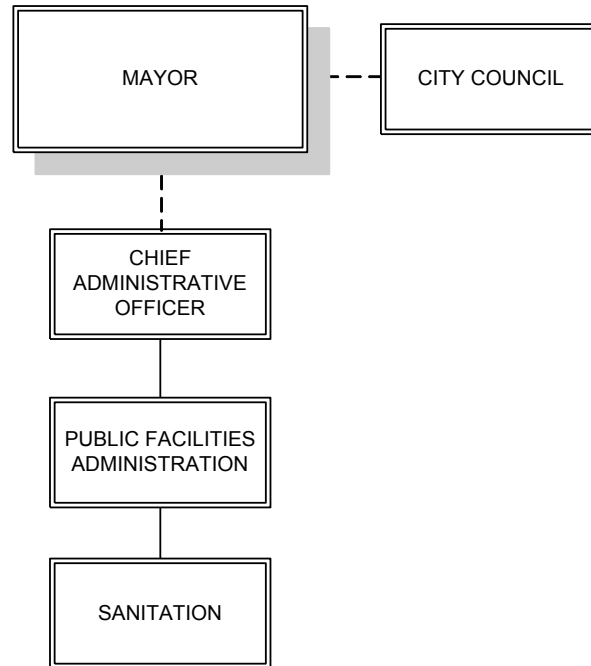 MAYOR
CITY COUNCIL
CHIEF
ADMINISTRATIVE
OFFICER
PUBLIC FACILITIES
ADMINISTRATION
SANITATION